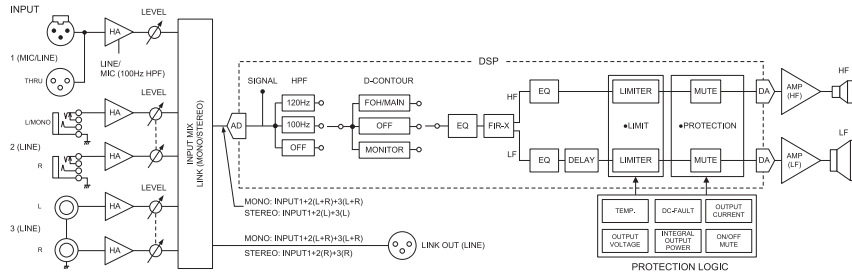 INPUT
LEVEL
HA
1 (MIC/LINE)
LINE/
MIC (100Hz HPF)
THRU
LEVEL
L/MONO
HA
2 (LINE)
R
HA
LEVEL
L
HA
3 (LINE)
R
HA
INPUT MIX
LINK (MONO/STEREO)
DSP
SIGNAL
HPF
D-CONTOUR
AD
120Hz
100Hz
OFF
FOH/MAIN
OFF
MONITOR
EQ
FIR-X
HF
EQ
LIMITER
MUTE
DA
AMP
(HF)
HF
●LIMIT
●PROTECTION
LF
EQ
DELAY
LIMITER
MUTE
DA
AMP
(LF)
LF
MONO: INPUT1+2(L+R)+3(L+R)
STEREO: INPUT1+2(L)+3(L)
MONO: INPUT1+2(L+R)+3(L+R)
STEREO: INPUT1+2(R)+3(R)
LINK OUT (LINE)
TEMP.
DC-FAULT
OUTPUT
CURRENT
OUTPUT
VOLTAGE
INTEGRAL
OUTPUT
POWER
ON/OFF
MUTE
PROTECTION LOGIC